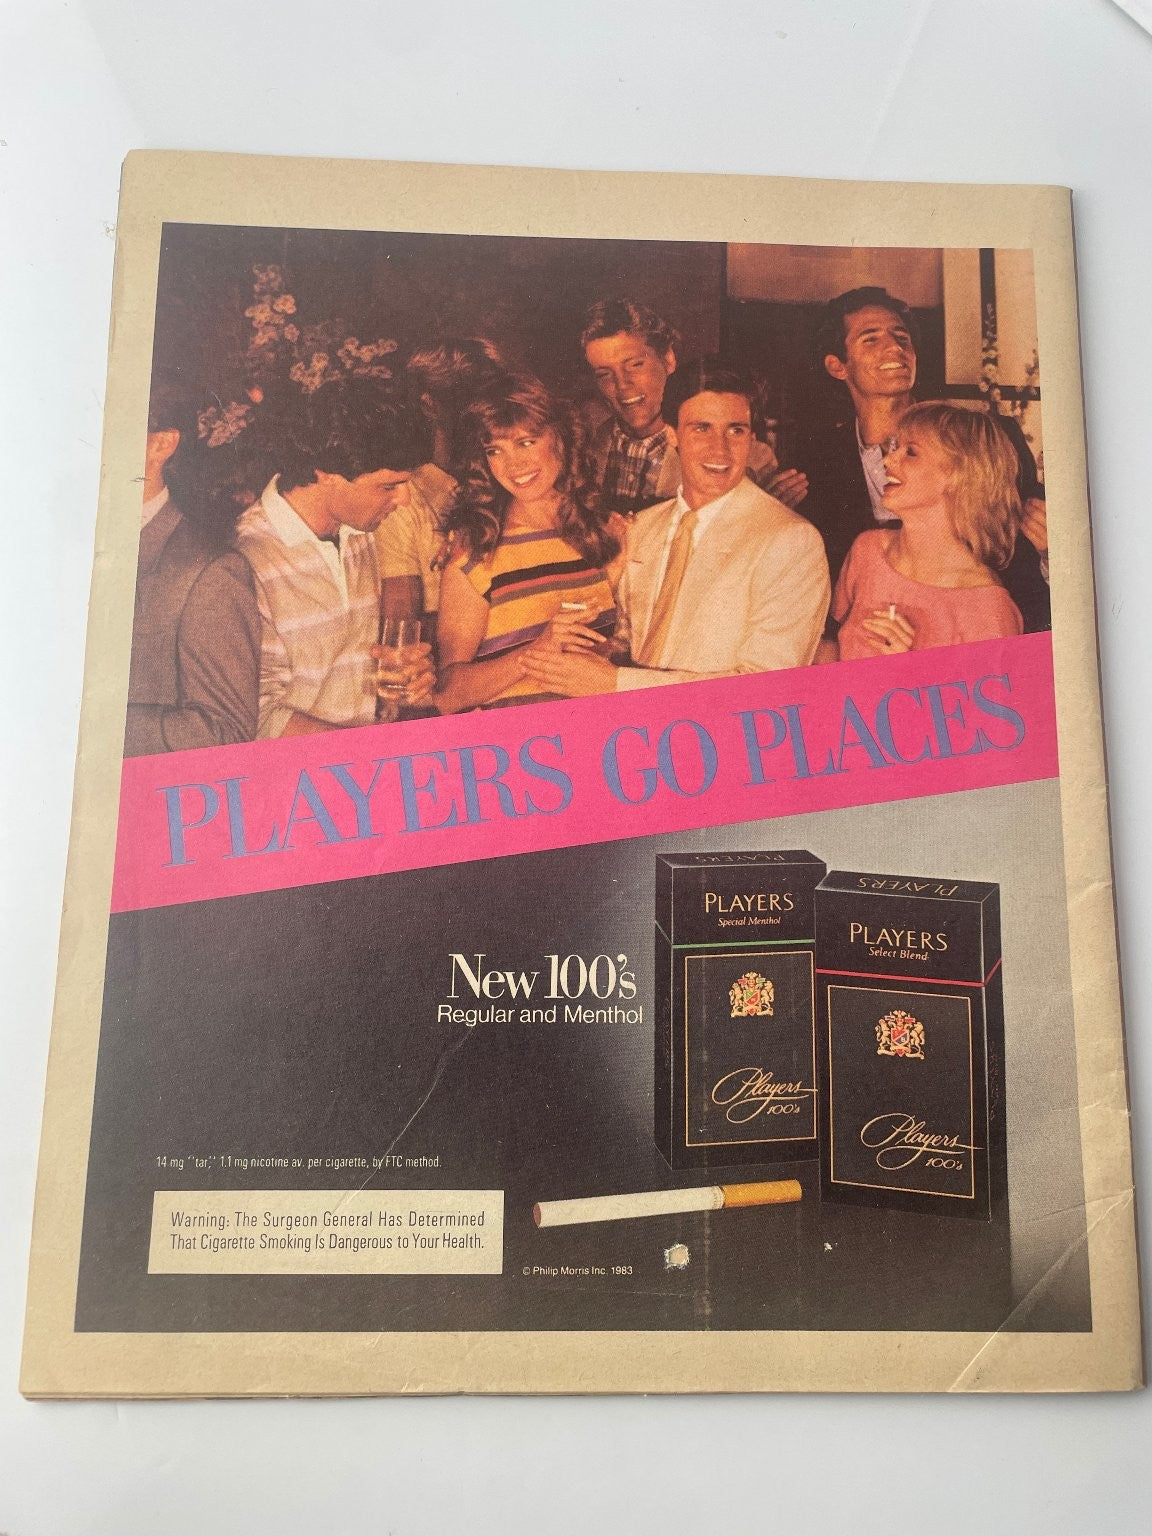 PLAYERS GO PLACES
PLAYERS
PLAYERS
Special Menthol
PLAYERS
PLAYERS
Select Blend
New 100's
Regular and Menthol
Players
100's
Players
100's
14 mg "tar," 1.1 mg nicotine av. per cigarette, by FTC method.
Warning: The Surgeon General Has Determined
That Cigarette Smoking Is Dangerous to Your Health.
© Philip Morris Inc. 1983